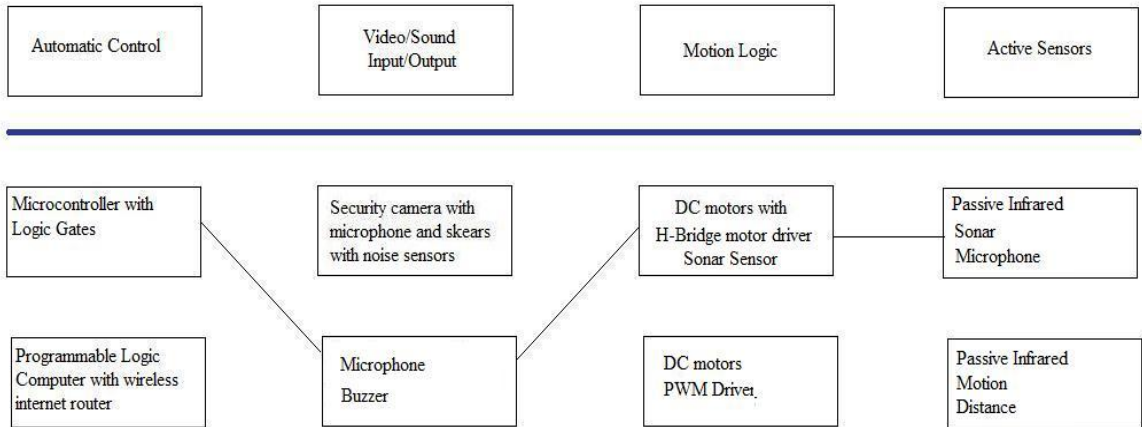 Automatic Control
Video/Sound
Input/Output
Motion Logic
Active Sensors
Microcontroller with
Logic Gates
Security camera with
microphone and skears
with noise sensors
DC motors with
H-Bridge motor driver
Sonar Sensor
Passive Infrared
Sonar
Microphone
Programmable Logic
Computer with wireless
internet router
Microphone
Buzzer
DC motors
PWM Driver.
Passive Infrared
Motion
Distance